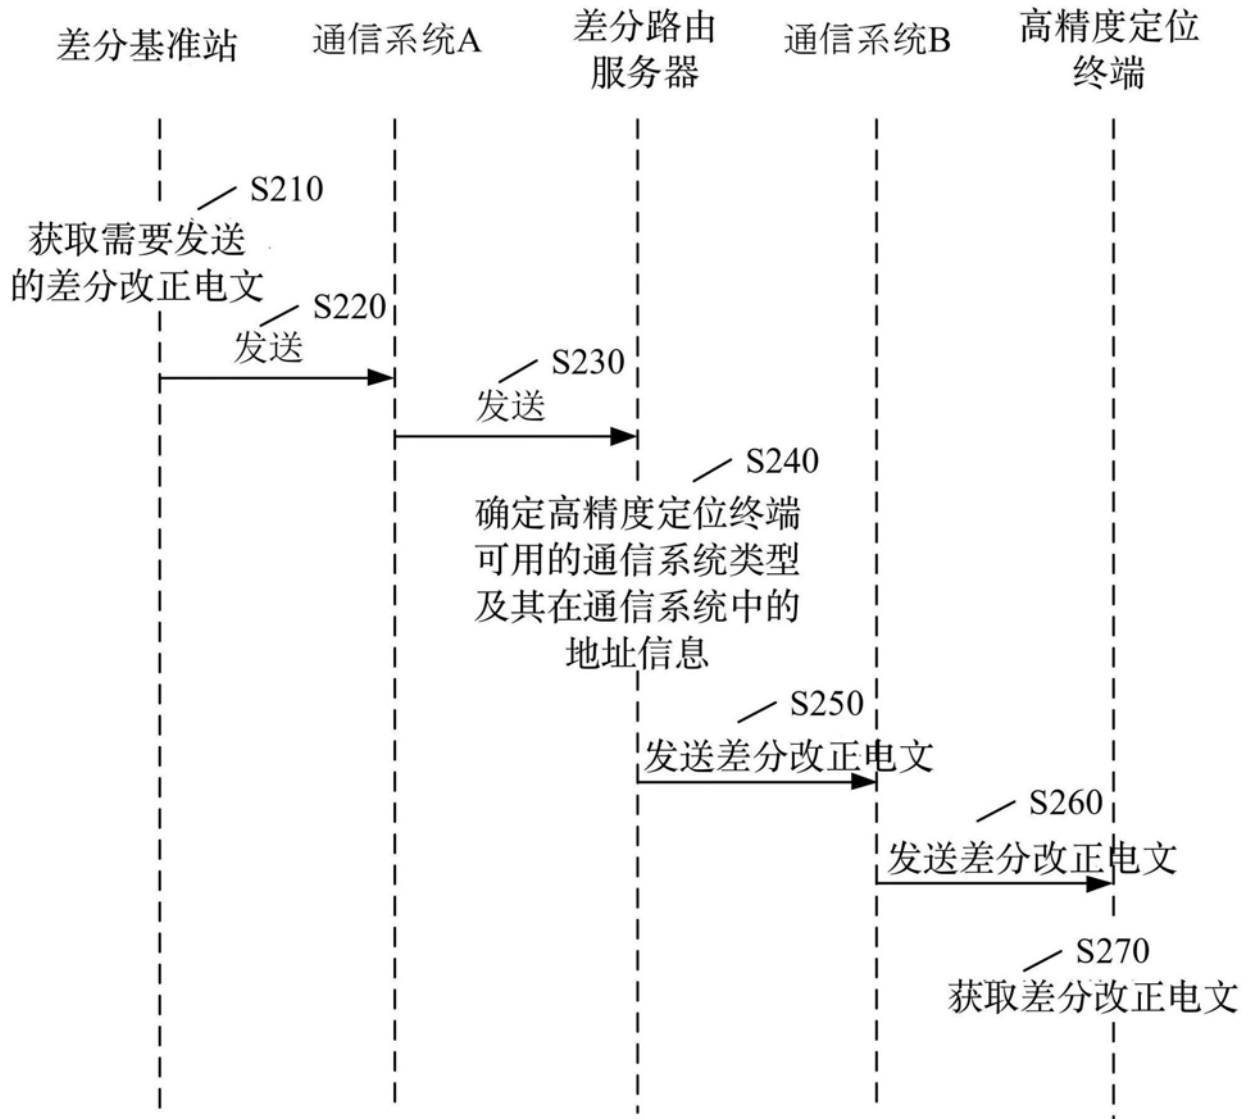 差分基准站
通信系统A
差分路由
服务器
通信系统B
高精度定位
终端
S210
获取需要发送
的差分改正电文
S220
发送
S230
发送
S240
确定高精度定位终端
可用的通信系统类型
及其在通信系统中的
地址信息
S250
发送差分改正电文
S260
发送差分改正电文
S270
获取差分改正电文